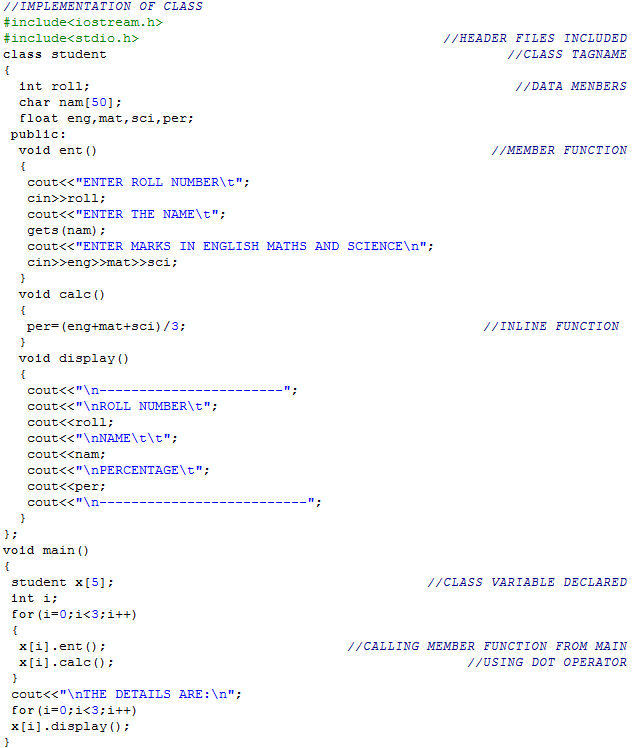 //IMPLEMENTATION OF CLASS
#include<iostream.h>
#include<stdio.h> //HEADER FILES INCLUDED
class student //CLASS TAGNAME
{
int roll; //DATA MENBERS
char nam[50];
float eng,mat,sci,per;
public:
void ent() //MEMBER FUNCTION
{
cout<<"ENTER ROLL NUMBER\t";
cin>>roll;
cout<<"ENTER THE NAME\t";
gets(nam);
cout<<"ENTER MARKS IN ENGLISH MATHS AND SCIENCE\n";
cin>>eng>>mat>>sci;
}
void calc()
{
per=(eng+mat+sci)/3; //INLINE FUNCTION
}
void display()
{
cout<<"\n-----------------------";
cout<<"\nROLL NUMBER\t";
cout<<roll;
cout<<"\nNAME\t\t";
cout<<nam;
cout<<"\nPERCENTAGE\t";
cout<<per;
cout<<"\n--------------------------";
}
};
void main()
{
student x[5]; //CLASS VARIABLE DECLARED
int i;
for(i=0;i<3;i++)
{
x[i].ent(); //CALLING MEMBER FUNCTION FROM MAIN
x[i].calc(); //USING DOT OPERATOR
}
cout<<"\nTHE DETAILS ARE:\n";
for(i=0;i<3;i++)
x[i].display();
}